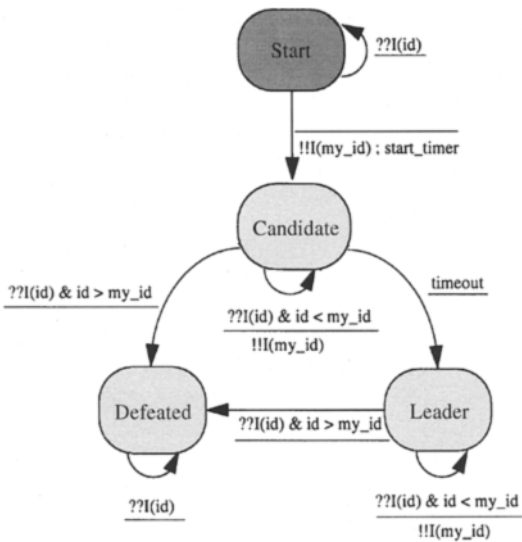 Start
??I(id)
!!I(my_id) ; start_timer
Candidate
??I(id) & id > my_id
??I(id) & id < my_id
!!I(my_id)
timeout
Defeated
??I(id) & id > my_id
Leader
??I(id)
??I(id) & id < my_id
!!I(my_id)